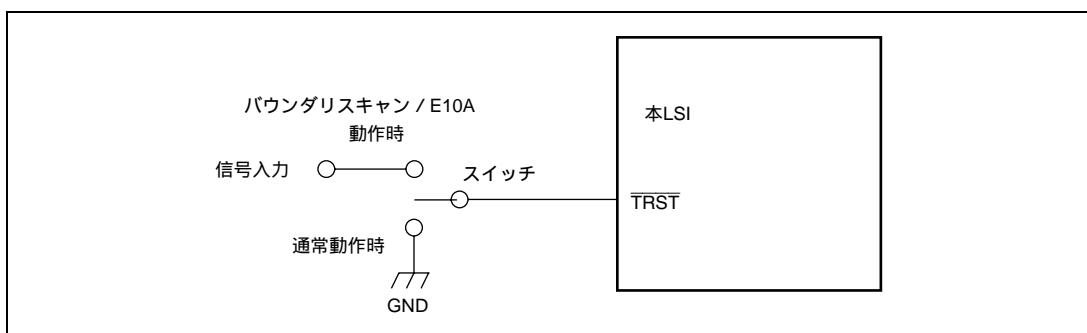 バウンダリスキャン / E10A
動作時
本LSI
信号入力
スイッチ
TRST
通常動作時
GND